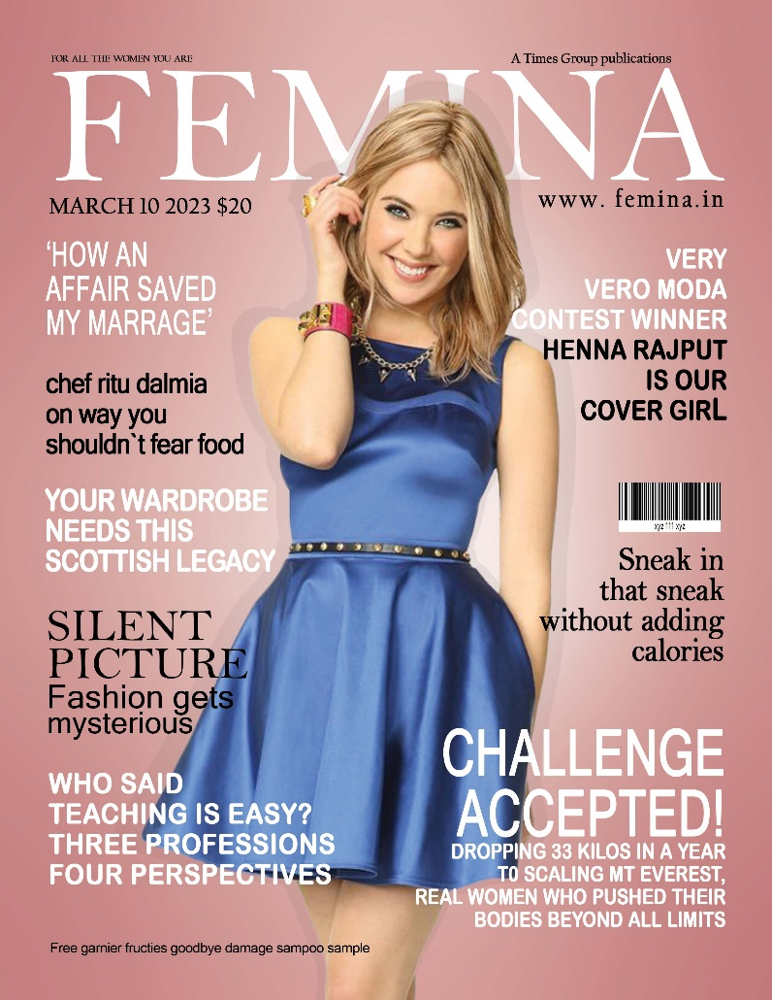 FOR ALL THE WOMEN YOU ARE
A Times Group publications
FEMINA
MARCH 10 2023 $20
www. femina.in
‘HOW AN
AFFAIR SAVED
MY MARRAGE’
chef ritu dalmia
on way you
shouldn`t fear food
YOUR WARDROBE
NEEDS THIS
SCOTTISH LEGACY
SILENT
PICTURE
Fashion gets
mysterious
WHO SAID
TEACHING IS EASY?
THREE PROFESSIONS
FOUR PERSPECTIVES
Free garnier fructies goodbye damage sampoo sample
VERY
VERO MODA
CONTEST WINNER
HENNA RAJPUT
IS OUR
COVER GIRL
xyz 111 xyz
Sneak in
that sneak
without adding
calories
CHALLENGE
ACCEPTED!
DROPPING 33 KILOS IN A YEAR
T0 SCALING MT EVEREST,
REAL WOMEN WHO PUSHED THEIR
BODIES BEYOND ALL LIMITS